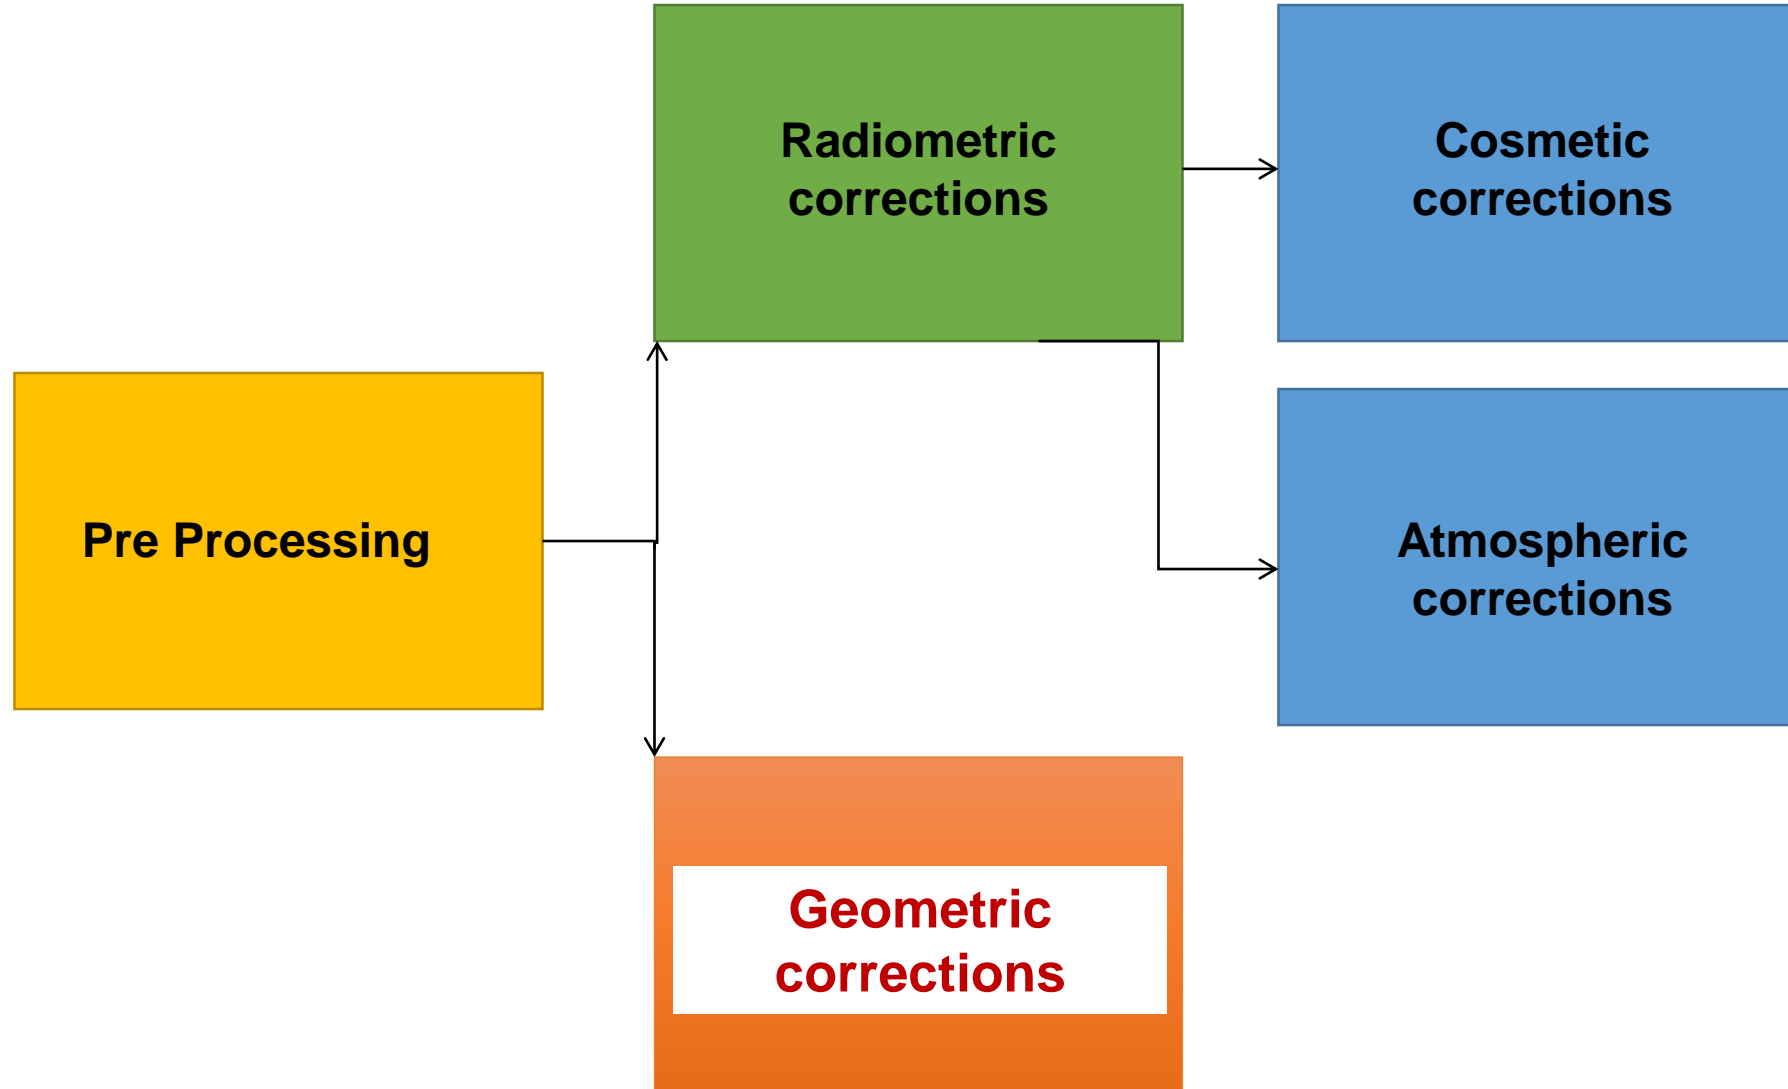 Radiometric
corrections
Cosmetic
corrections
Pre Processing
Atmospheric
corrections
Geometric
corrections